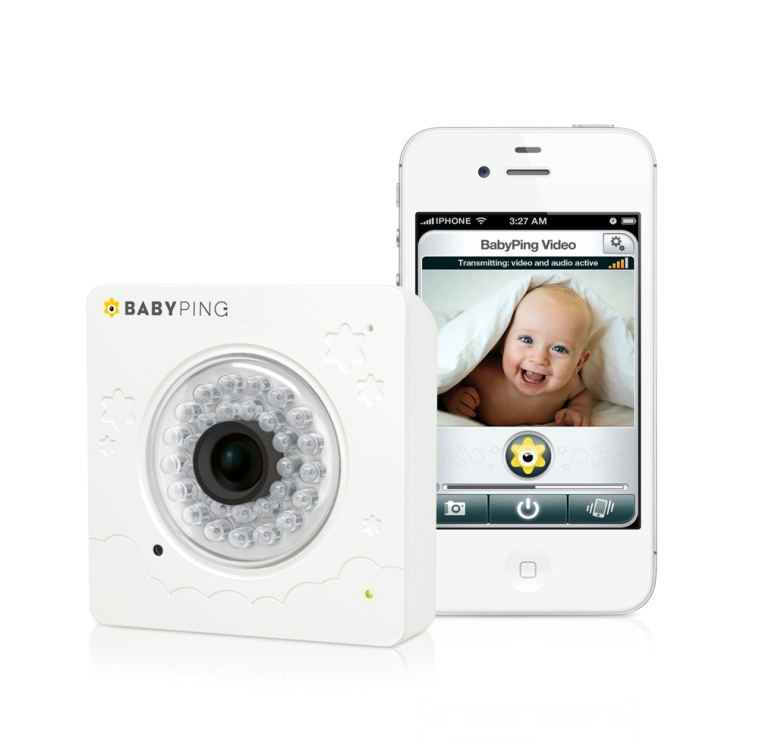 BABYPING
IPHONE 3:27 AM
BabyPing Video
Transmitting: video and audio active